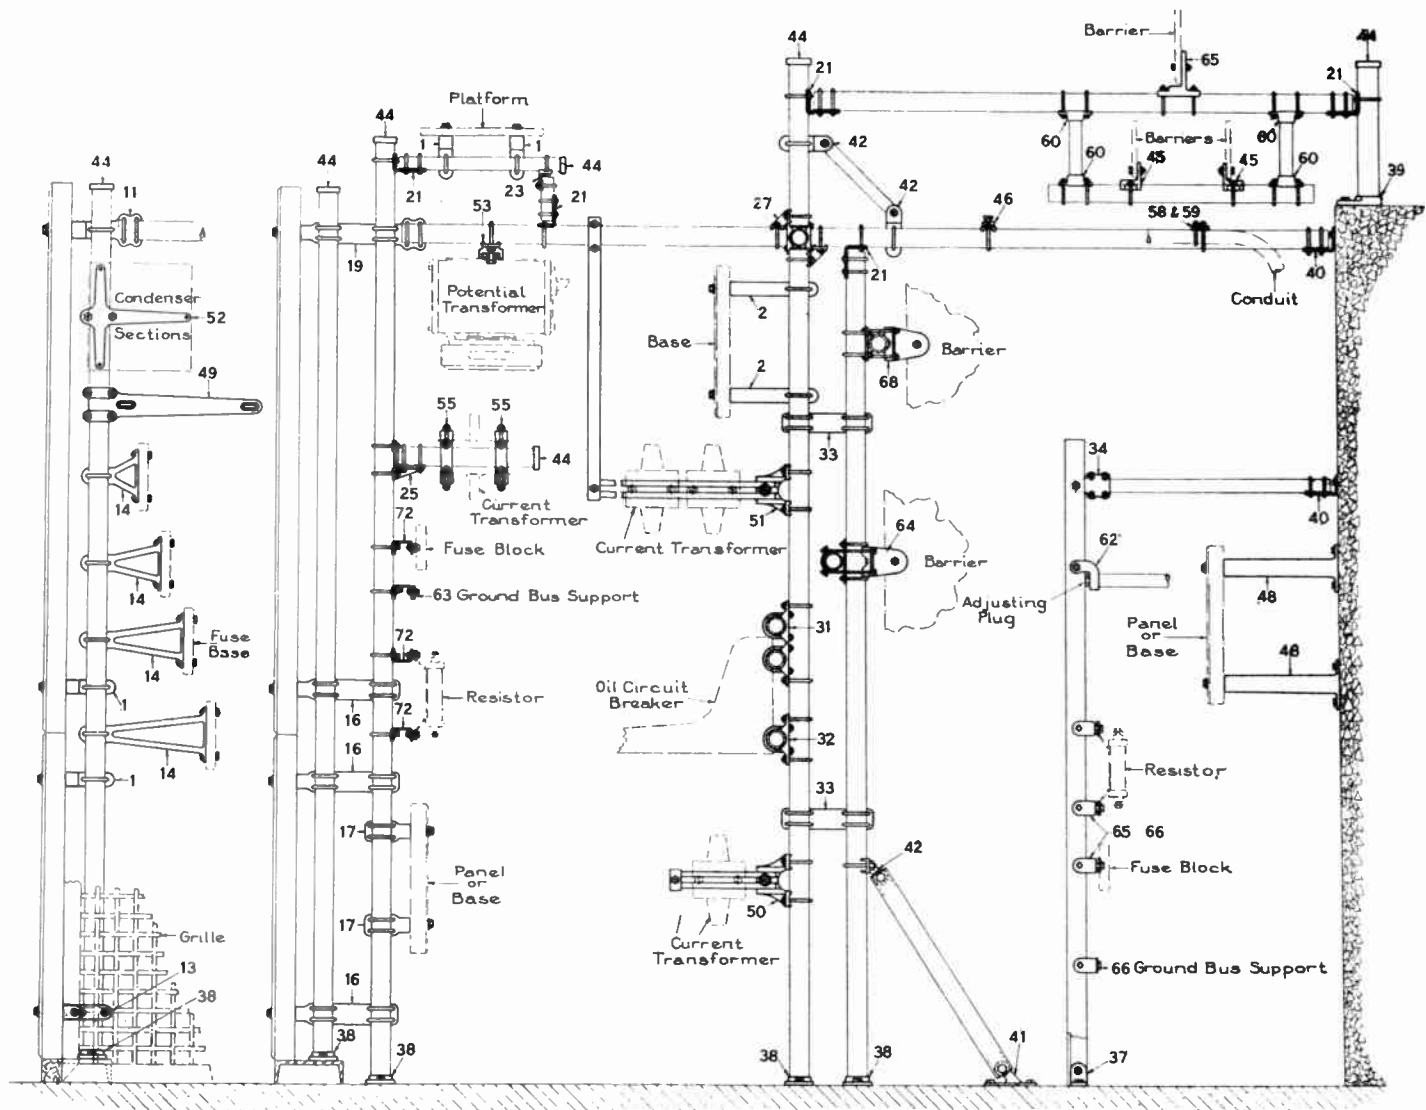 Barrier
44
44
65
21
21
Platform
44
1
1
44
42
60
Barriers
60
60
45
45
60
44
44
11
21
23
21
53
27
42
46
58 & 59
39
19
21
40
Potential
Transformer
Conduit
Condenser
Sections
52
2
Base
2
68
Barrier
49
55
55
33
34
44
14
25
Current
Transformer
72
Fuse Block
Current Transformer
51
64
Barrier
40
62
Adjusting
Plug
48
14
63 Ground Bus Support
31
Panel
or
Base
Fuse
Base
14
72
Resistor
Oil Circuit
Breaker
48
1
16
72
32
14
16
Resistor
1
33
65 66
17
Panel
or
Base
42
Fuse Block
17
50
Current
Transformer
Grille
13
38
16
66 Ground Bus Support
38
38
38
38
41
37